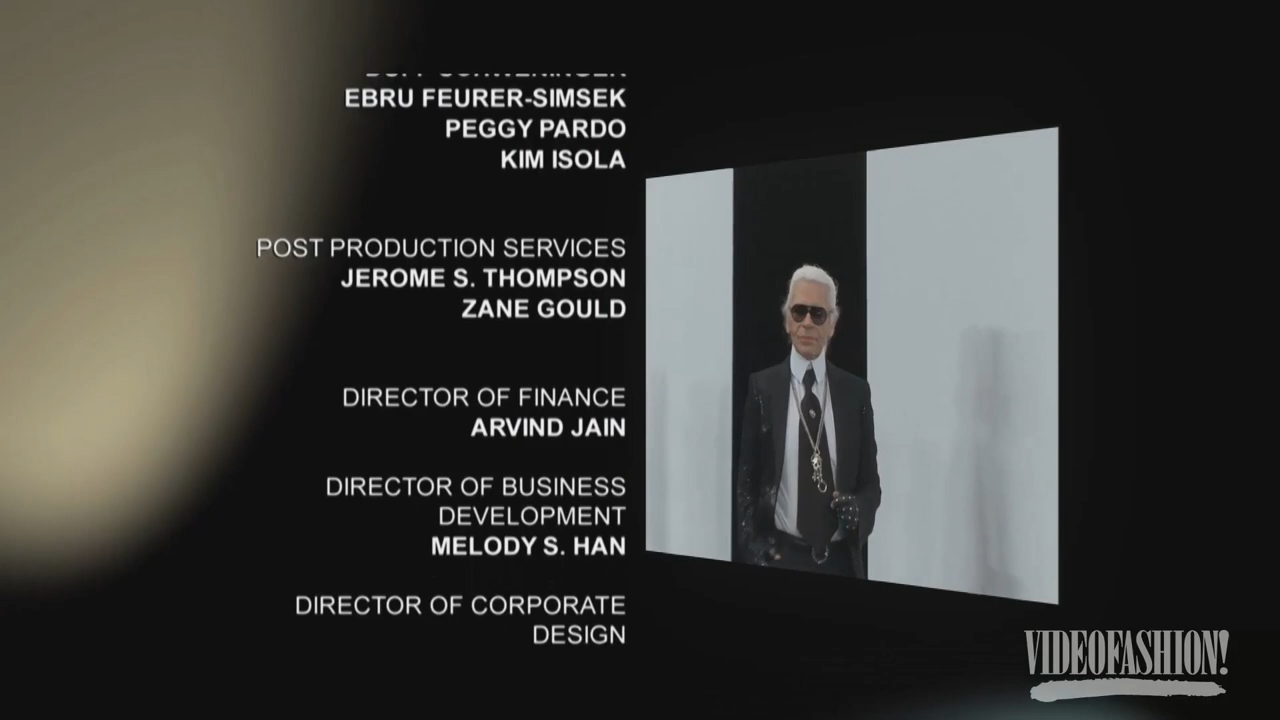 EBRU FEURER-SIMSEK
PEGGY PARDO
KIM ISOLA
POST PRODUCTION SERVICES
JEROME S. THOMPSON
ZANE GOULD
DIRECTOR OF FINANCE
ARVIND JAIN
DIRECTOR OF BUSINESS
DEVELOPMENT
MELODY S. HAN
DIRECTOR OF CORPORATE
DESIGN
VIDEOFASHION!